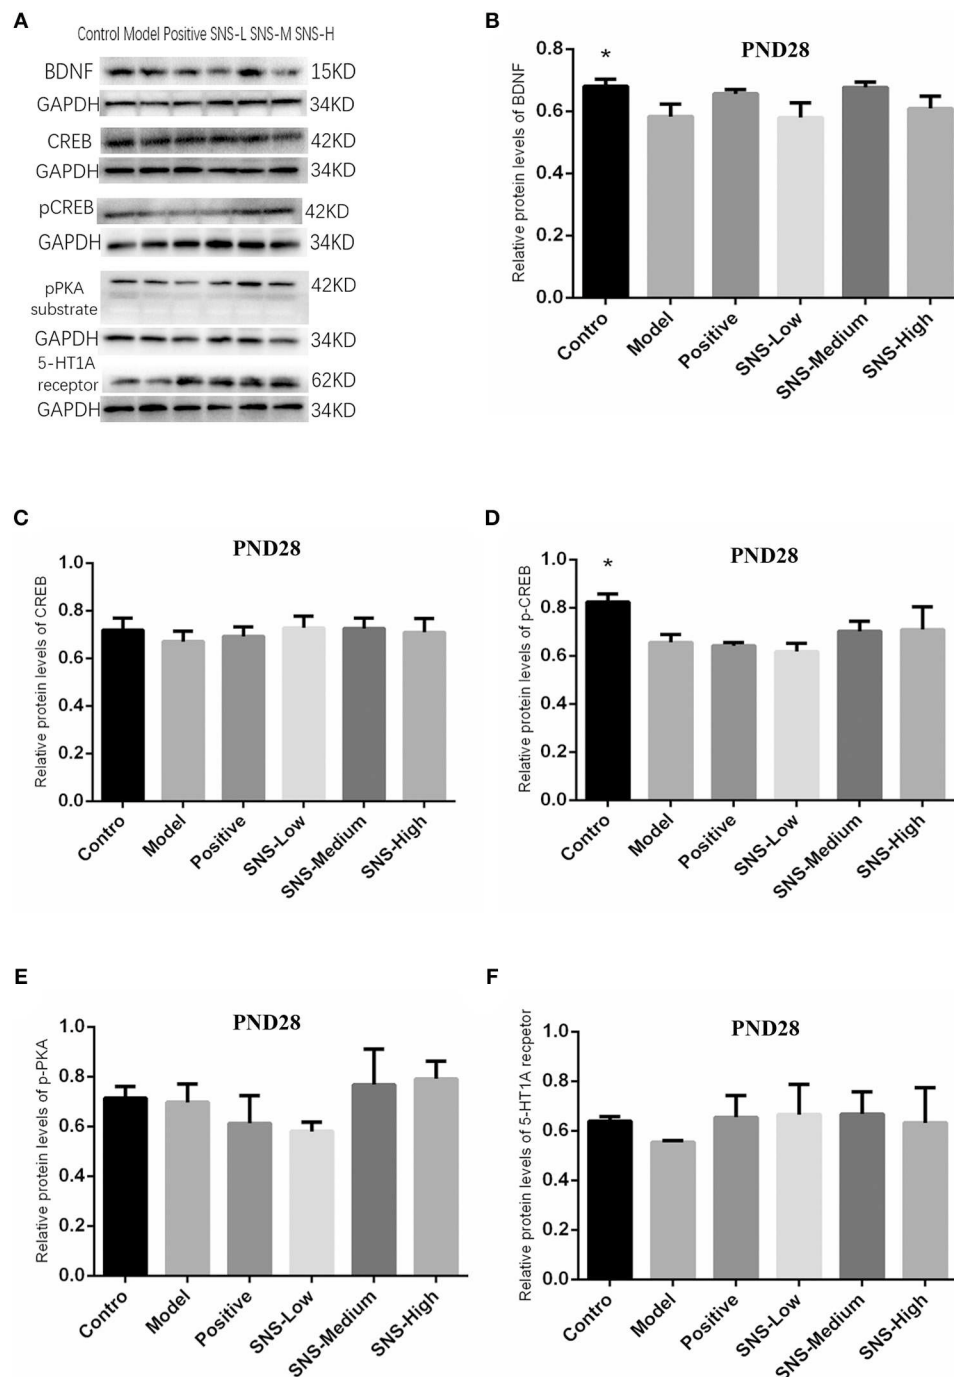 A
Control Model Positive SNS-L SNS-M SNS-H
BDNF 15KD
GAPDH 34KD
CREB 42KD
GAPDH 34KD
pCREB 42KD
GAPDH 34KD
pPKA substrate 42KD
GAPDH 34KD
5-HT1A receptor 62KD
GAPDH 34KD
B
PND28
*
Relative protein levels of BDNF
0.8
0.6
0.4
0.2
0.0
Contro
Model
Positive
SNS-Low
SNS-Medium
SNS-High
C
PND28
Relative protein levels of CREB
1.0
0.8
0.6
0.4
0.2
0.0
Contro
Model
Positive
SNS-Low
SNS-Medium
SNS-High
D
PND28
*
Relative protein levels of p-CREB
1.0
0.8
0.6
0.4
0.2
0.0
Contro
Model
Positive
SNS-Low
SNS-Medium
SNS-High
E
PND28
Relative protein levels of p-PKA
1.0
0.8
0.6
0.4
0.2
0.0
Contro
Model
Positive
SNS-Low
SNS-Medium
SNS-High
F
PND28
Relative protein levels of 5-HT1A recpetor
1.0
0.8
0.6
0.4
0.2
0.0
Contro
Model
Positive
SNS-Low
SNS-Medium
SNS-High